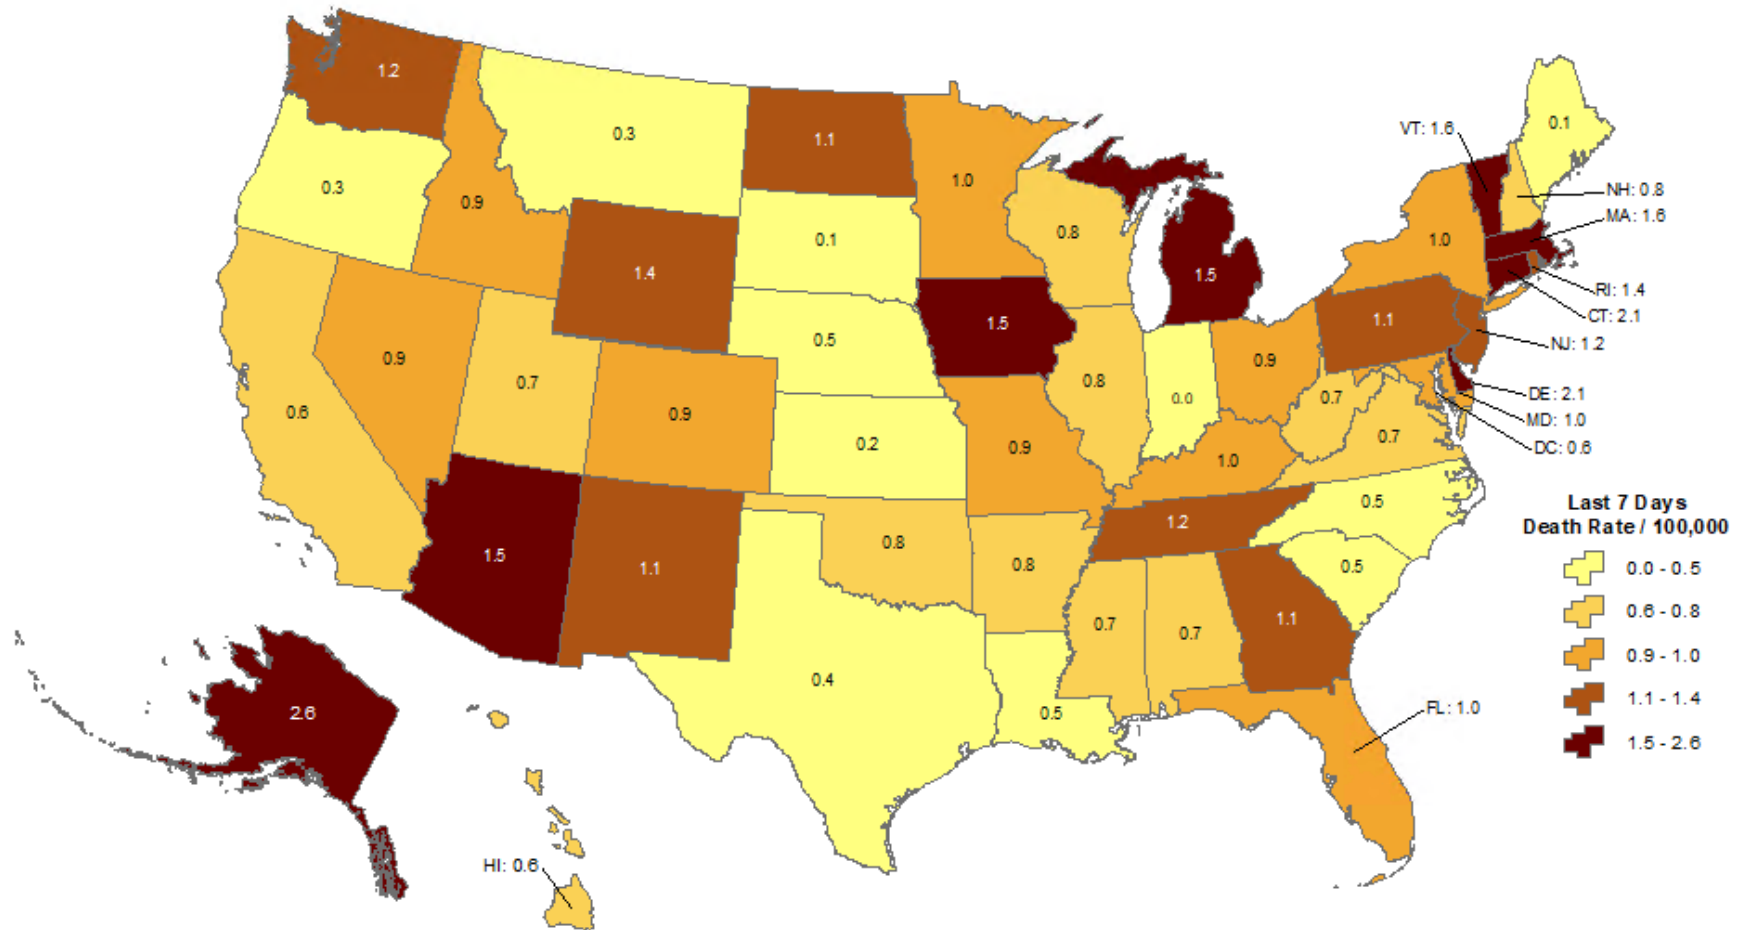 1.2
0.3
1.1
1.0
0.1
VT: 1.6
0.3
0.9
NH: 0.8
MA: 1.6
0.1
0.8
1.0
1.4
1.5
RI: 1.4
CT: 2.1
1.5
1.1
NJ: 1.2
0.5
0.9
0.9
0.7
0.8
0.0
0.7
DE: 2.1
0.6
0.9
MD: 1.0
0.2
0.9
0.7
DC: 0.6
1.0
0.5
Last 7 Days
Death Rate / 100,000
1.2
0.8
1.5
1.1
0.8
0.5
0.0 - 0.5
0.6 - 0.8
0.7
0.7
1.1
0.9 - 1.0
0.4
1.1 - 1.4
2.6
0.5
FL: 1.0
1.5 - 2.6
HI: 0.6